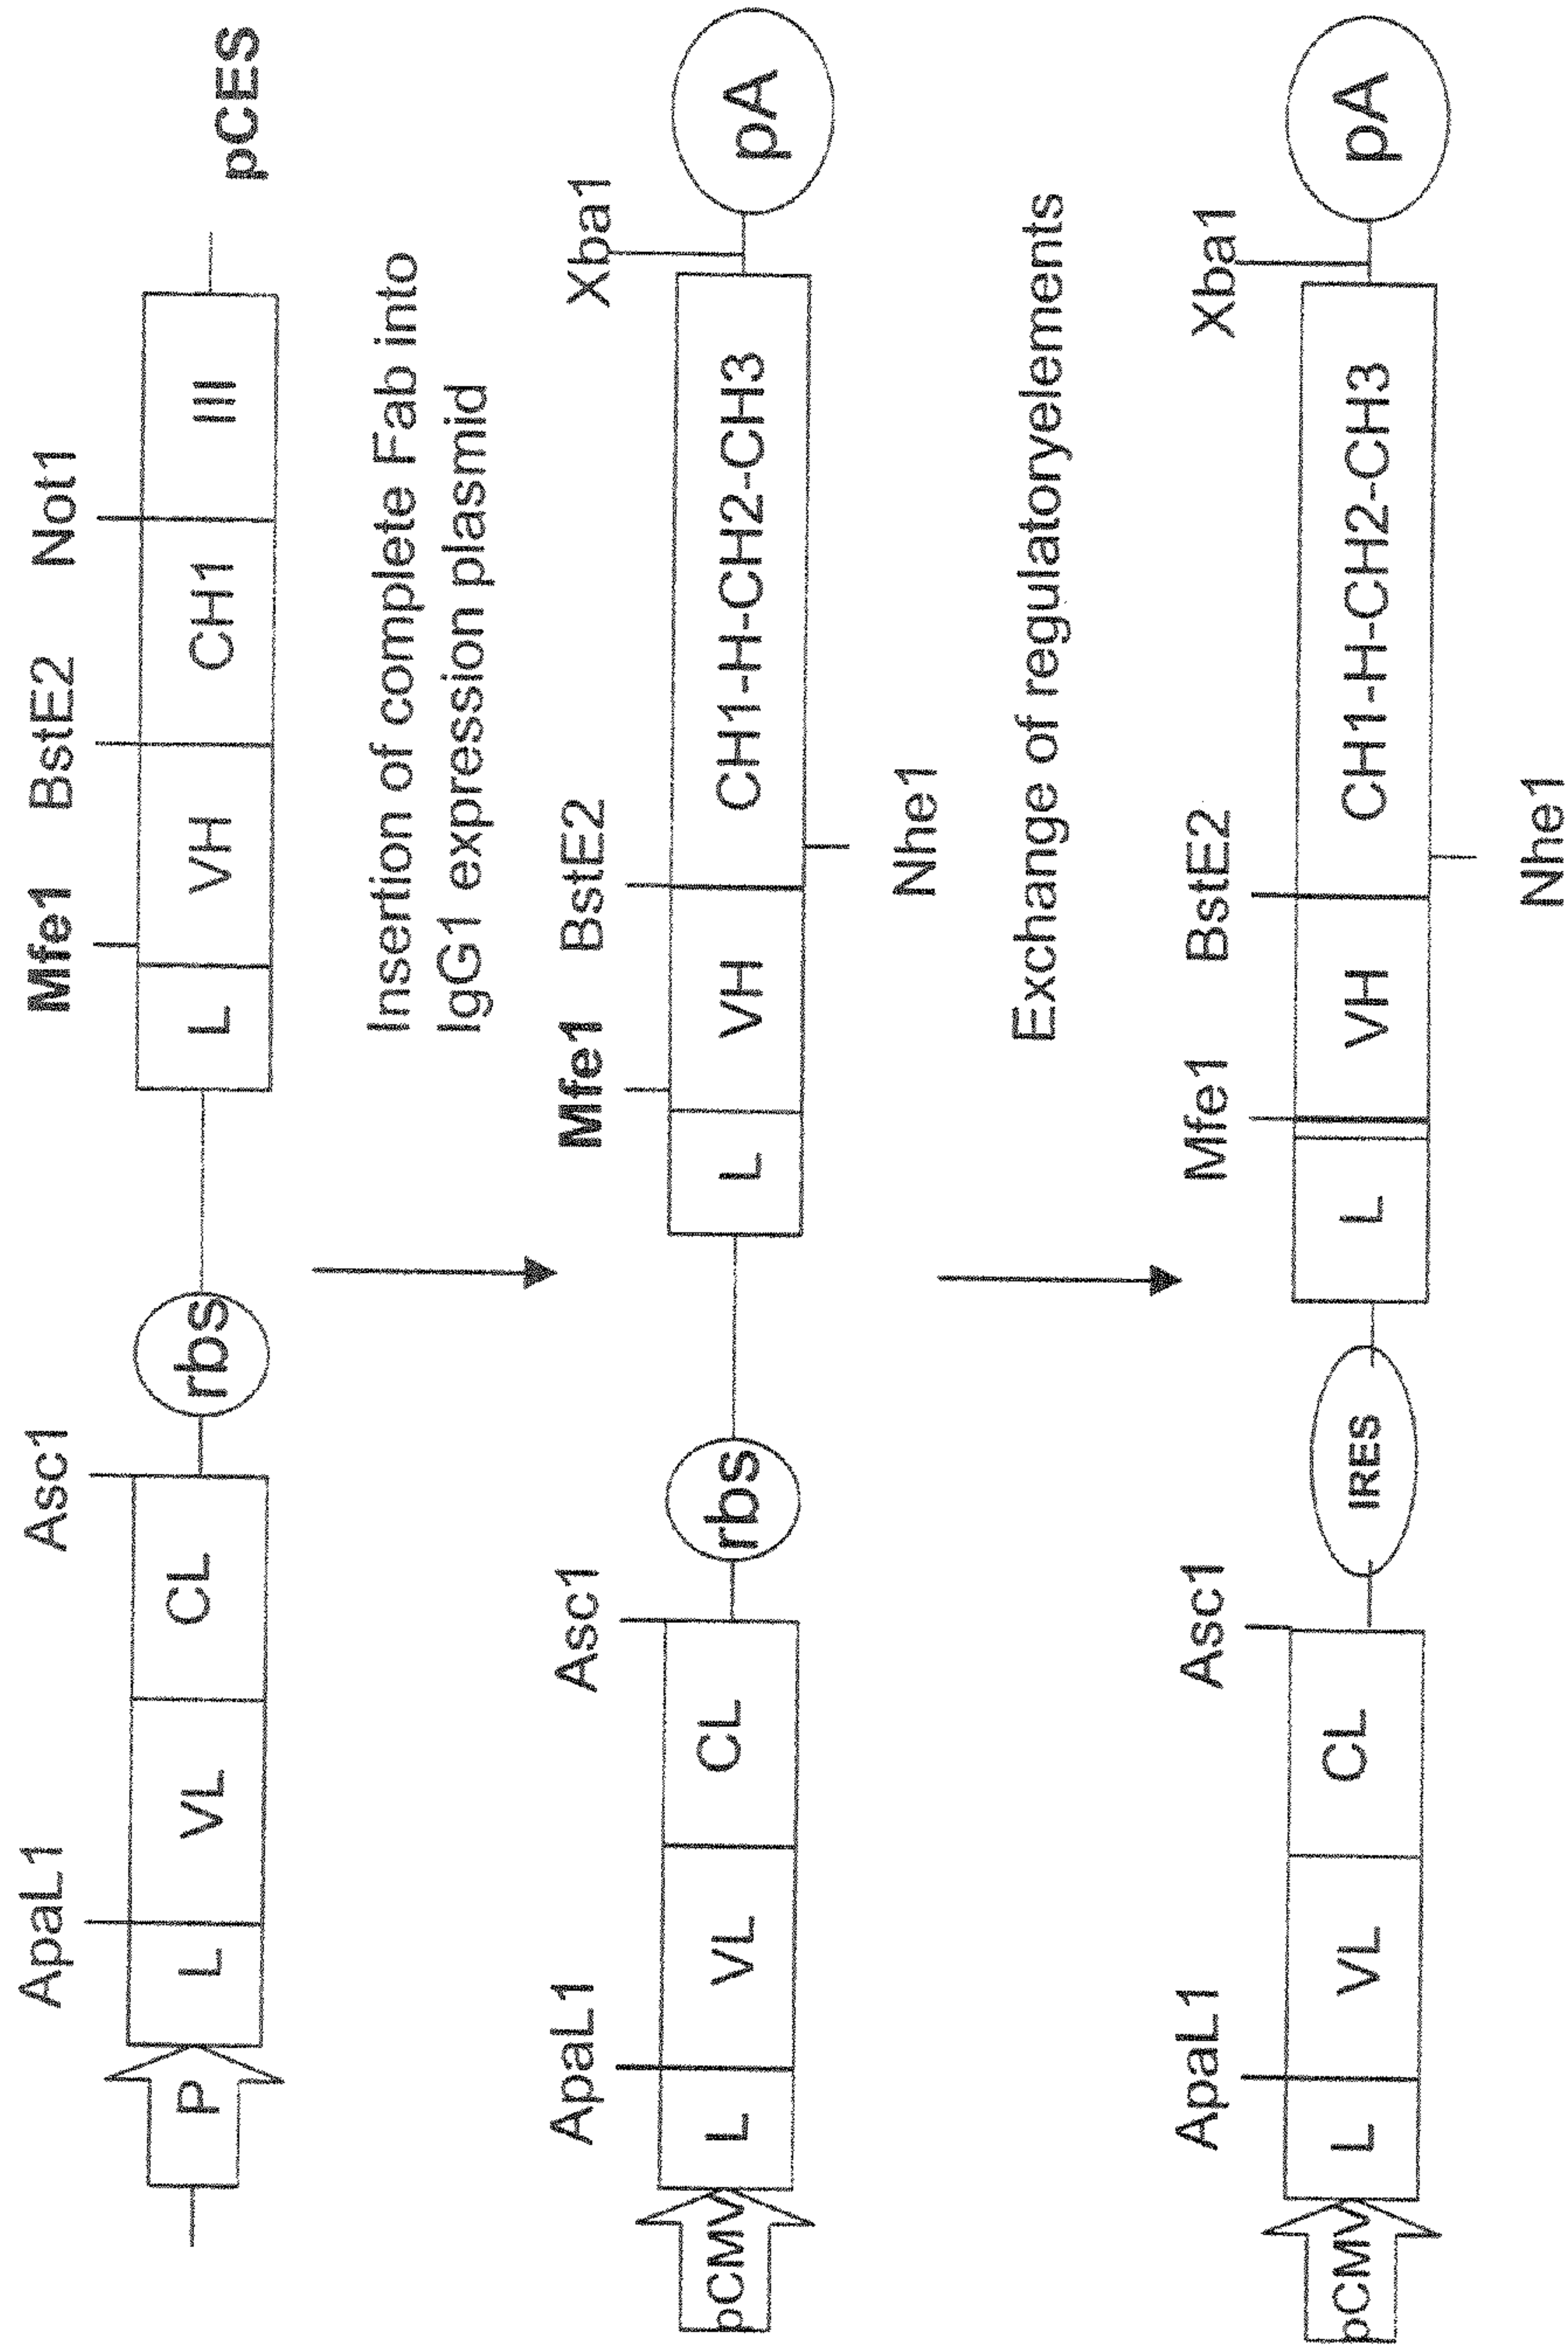 ApaL1 Asc1 Mfe1 BstE2 Not1
P L VL CL rbs L VH CH1 III pCES
Insertion of complete Fab into
IgG1 expression plasmid
ApaL1 Asc1 Mfe1 BstE2 Xba1
pCMV L VL CL rbs L VH CH1-H-CH2-CH3 pA
Nhe1
Exchange of regulatoryelements
ApaL1 Asc1 Mfe1 BstE2 Xba1
pCMV L VL CL IRES L VH CH1-H-CH2-CH3 pA
Nhe1